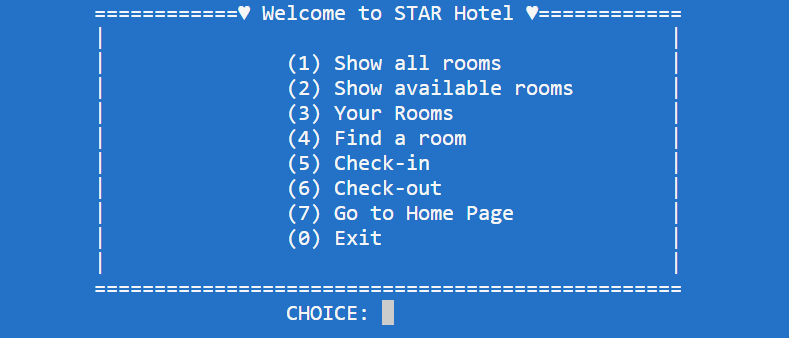 ============♥ Welcome to STAR Hotel ♥============
(1) Show all rooms
(2) Show available rooms
(3) Your Rooms
(4) Find a room
(5) Check-in
(6) Check-out
(7) Go to Home Page
(0) Exit
=================================================
CHOICE: